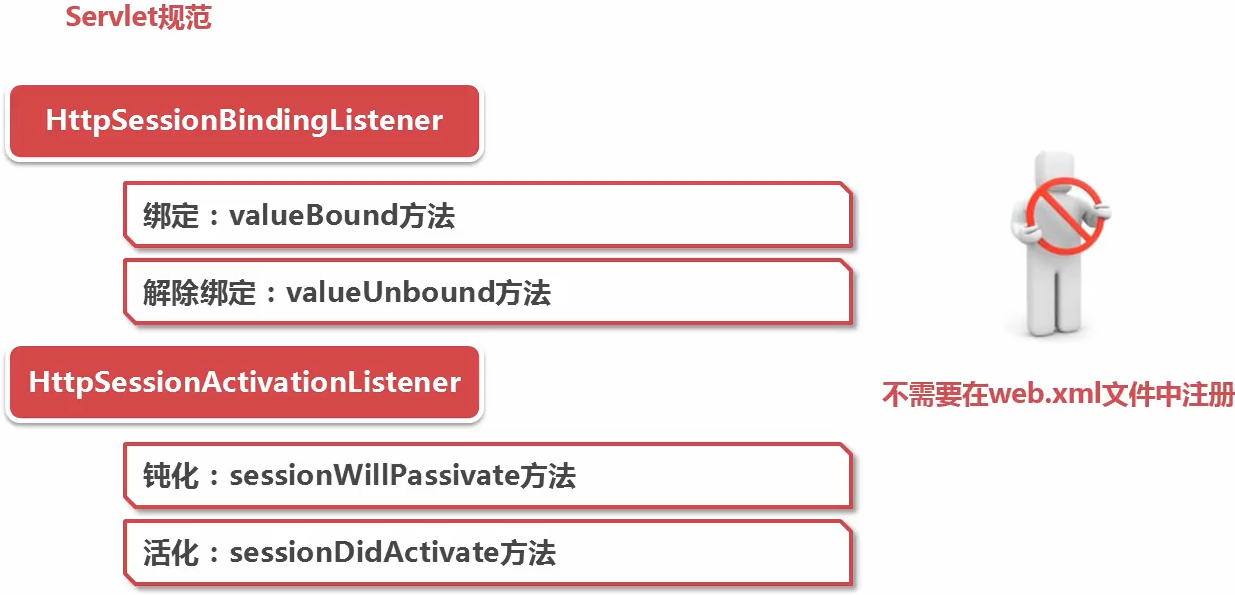 Servlet规范
HttpSessionBindingListener
绑定：valueBound方法
解除绑定：valueUnbound方法
HttpSessionActivationListener
不需要在web.xml文件中注册
钝化：sessionWillPassivate方法
活化：sessionDidActivate方法